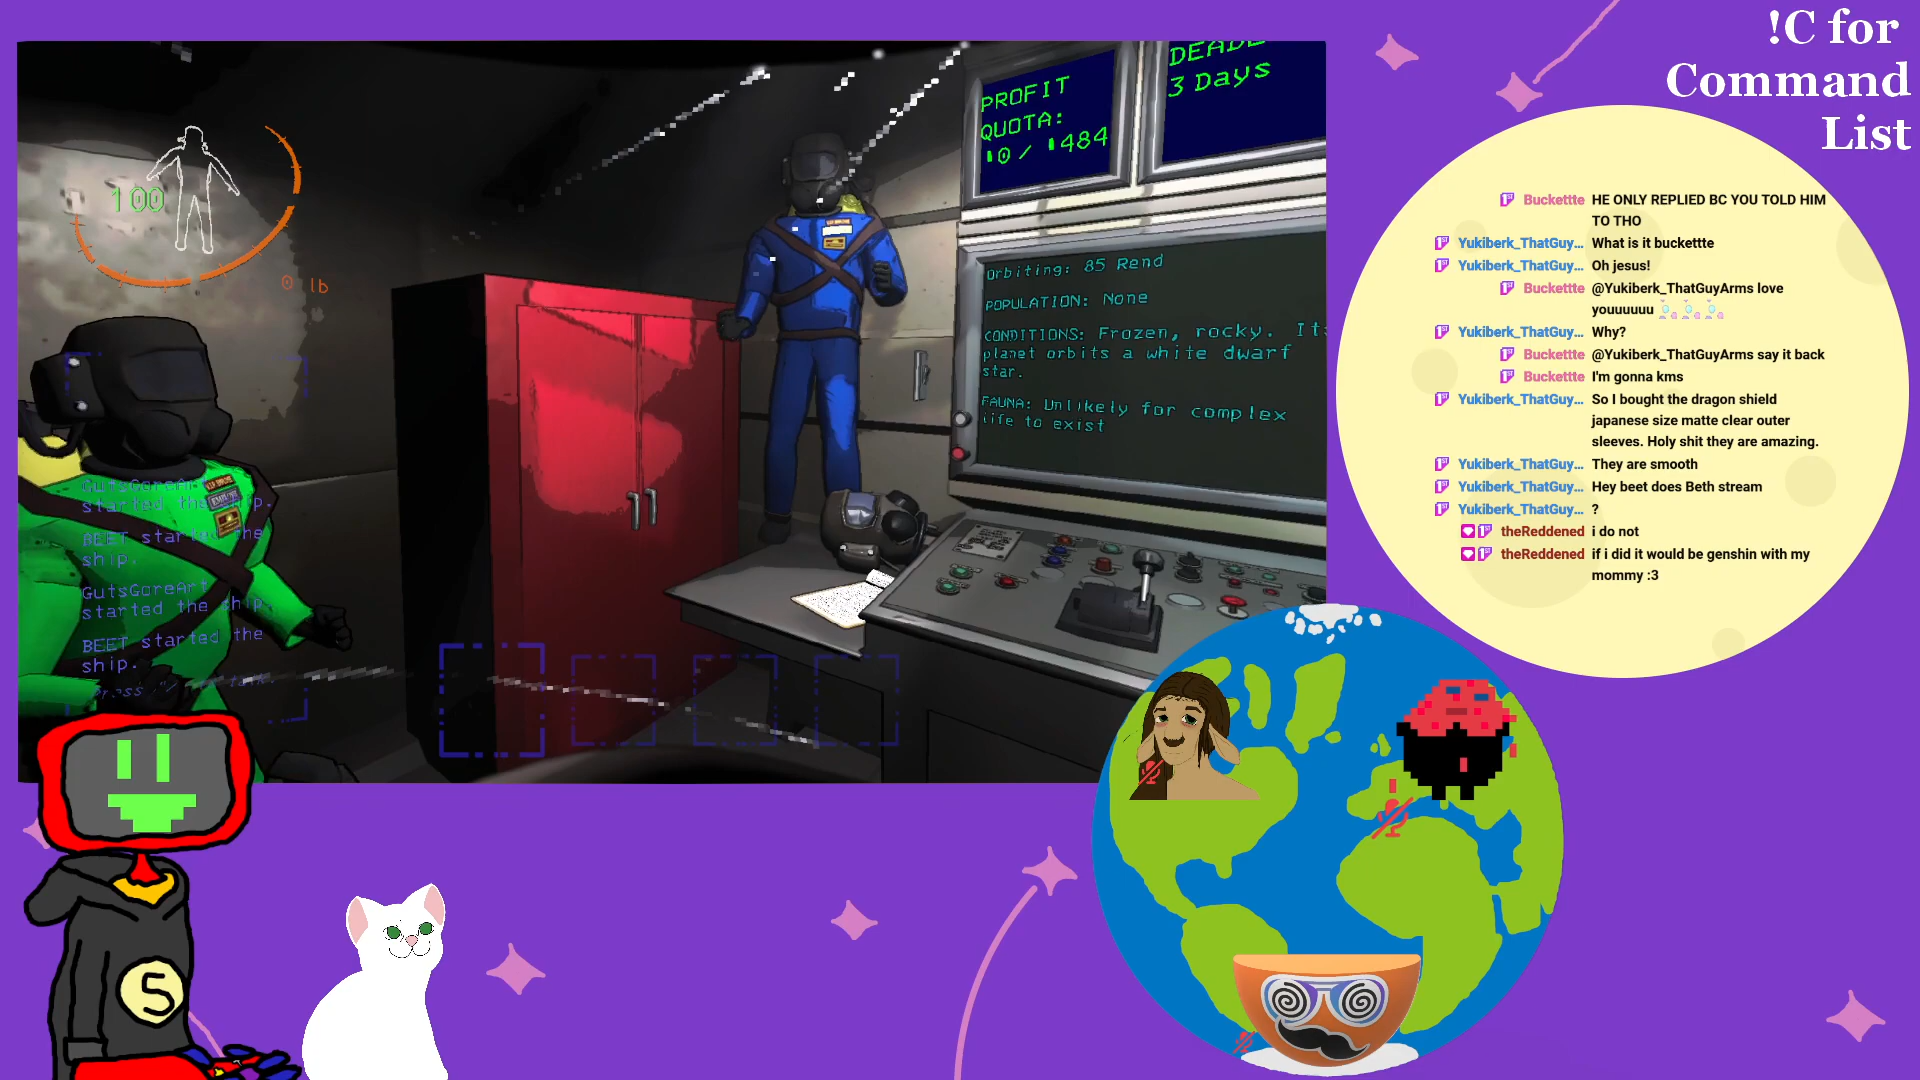 !C for
Command
List
PROFIT
QUOTA:
0 / 484
3 Days
100
0 lb
Orbiting: 85 Rend
POPULATION: None
CONDITIONS: Frozen, rocky. Its
planet orbits a white dwarf
star.
FAUNA: Unlikely for complex
life to exist
GutsGoreArt
started the ship.
BEET started the
ship.
GutsGoreArt
started the ship.
BEET started the
ship.
Buckettte HE ONLY REPLIED BC YOU TOLD HIM
TO THO
Yukiberk_ThatGuy... What is it buckettte
Yukiberk_ThatGuy... Oh jesus!
Buckettte @Yukiberk_ThatGuyArms love
youuuuuu
Yukiberk_ThatGuy... Why?
Buckettte @Yukiberk_ThatGuyArms say it back
Buckettte I'm gonna kms
Yukiberk_ThatGuy... So I bought the dragon shield
japanese size matte clear outer
sleeves. Holy shit they are amazing.
Yukiberk_ThatGuy... They are smooth
Yukiberk_ThatGuy... Hey beet does Beth stream
Yukiberk_ThatGuy... ?
theReddened i do not
theReddened if i did it would be genshin with my
mommy :3
S